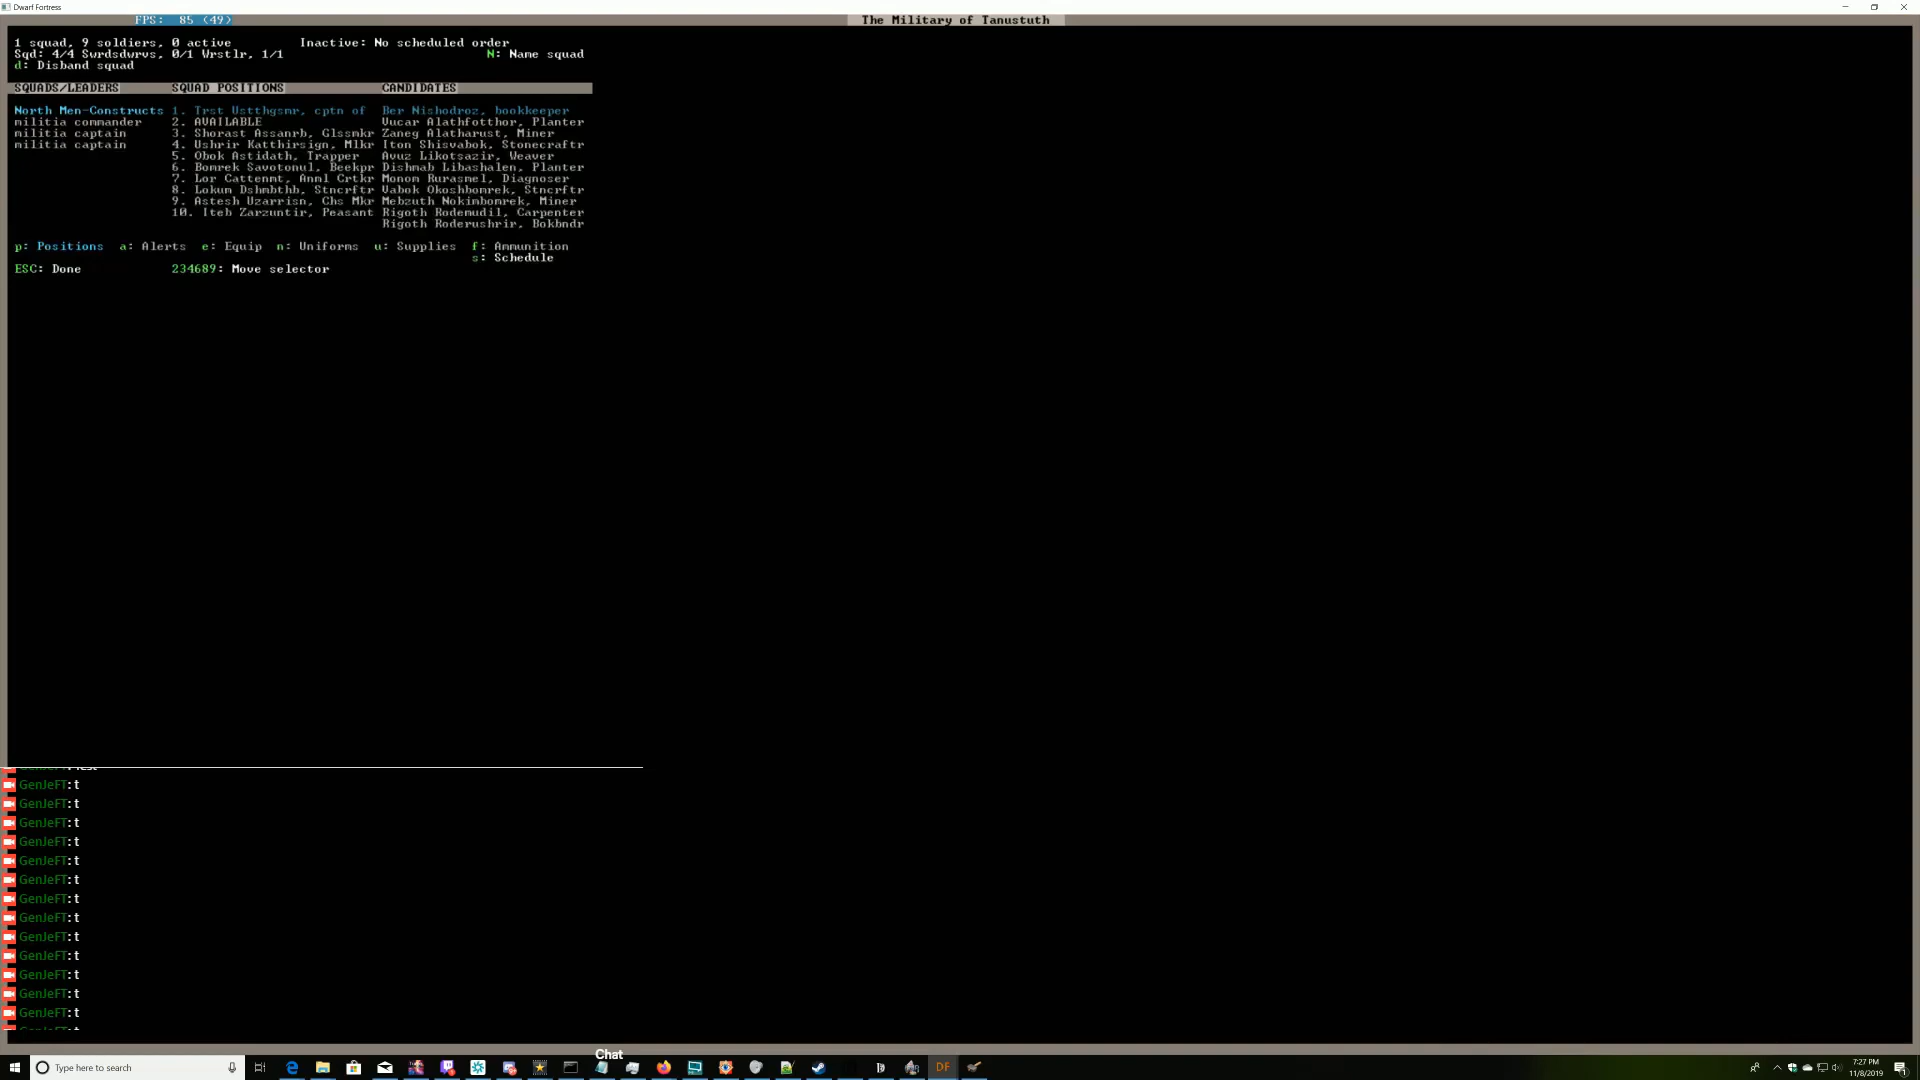 Dwarf Fortress
FPS: 85 (49)
The Military of Tanustuth
1 squad, 9 soldiers, 0 active Inactive: No scheduled order
Sqd: 4/4 Swrdsdwrvs, 0/1 Wrstlr, 1/1 N: Name squad
d: Disband squad
SQUADS/LEADERS SQUAD POSITIONS CANDIDATES
North Men-Constructs 1. Trst Ustthgsmr, cptn of Ber Nishodroz, bookkeeper
militia commander 2. AVAILABLE Vucar Alathfotthor, Planter
militia captain 3. Shorast Assanrb, Glssmkr Zaneg Alatharust, Miner
militia captain 4. Ushrir Katthirsign, Mlkr Iton Shisvabok, Stonecraftr
5. Obok Astidath, Trapper Avuz Likotsazir, Weaver
6. Bomrek Savotonul, Beekpr Dishmab Libashalen, Planter
7. Lor Cattenmt, Anml Crtkr Monom Rurasmel, Diagnoser
8. Lokum Dshmbthb, Stncrftr Vabok Okoshbomrek, Stncrftr
9. Astesh Uzarrisn, Chs Mkr Mebzuth Nokimbomrek, Miner
10. Iteb Zarzuntir, Peasant Rigoth Rodemudil, Carpenter
Rigoth Roderushrir, Bokbndr
p: Positions a: Alerts e: Equip n: Uniforms u: Supplies f: Ammunition
s: Schedule
ESC: Done 234689: Move selector
GenJeFT:t
GenJeFT:t
GenJeFT:t
GenJeFT:t
GenJeFT:t
GenJeFT:t
GenJeFT:t
GenJeFT:t
GenJeFT:t
GenJeFT:t
GenJeFT:t
GenJeFT:t
GenJeFT:t
Chat
Type here to search
DF
7:27 PM
11/8/2019